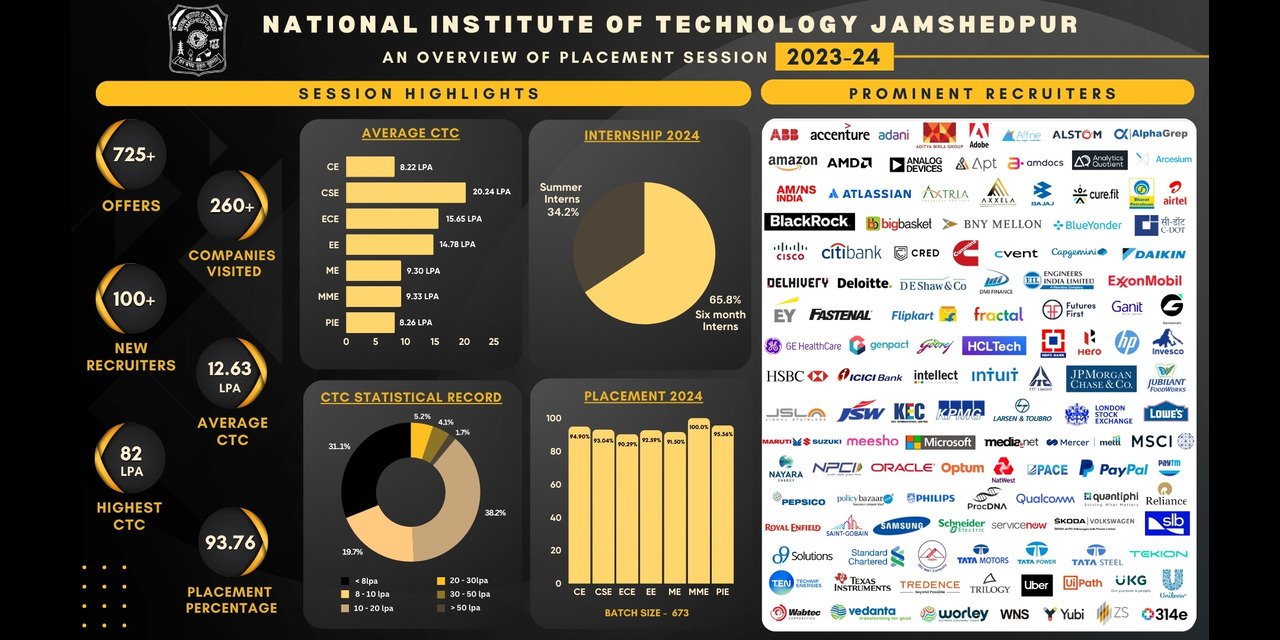 NATIONAL INSTITUTE OF TECHNOLOGY JAMSHEDPUR
AN OVERVIEW OF PLACEMENT SESSION 2023-24
SESSION HIGHLIGHTS
725+
OFFERS
260+
COMPANIES
VISITED
100+
NEW
RECRUITERS
12.63
LPA
AVERAGE
CTC
82
LPA
HIGHEST
CTC
93.76
PLACEMENT
PERCENTAGE
AVERAGE CTC
CE 8.22 LPA
CSE 20.24 LPA
ECE 15.65 LPA
EE 14.78 LPA
ME 9.30 LPA
MME 9.33 LPA
PIE 8.26 LPA
0 5 10 15 20 25
INTERNSHIP 2024
Summer
Interns
34.2%
65.8%
Six month
Interns
CTC STATISTICAL RECORD
5.2%
4.1%
1.7%
31.1%
38.2%
19.7%
< 8lpa 20 - 30lpa
8 - 10 lpa 30 - 50 lpa
10 - 20 lpa > 50 lpa
PLACEMENT 2024
100
80
60
40
20
0
94.90% 93.04% 90.29% 92.59% 91.50% 100.0% 95.56%
CE CSE ECE EE ME MME PIE
BATCH SIZE - 673
PROMINENT RECRUITERS
ABB accenture adani ADITYA BIRLA GROUP Adobe Affine ALSTOM AlphaGrep
amazon AMD ANALOG DEVICES Apt amdocs Analytics Quotient Arcesium
AM/NS INDIA ATLASSIAN AXTRIA AXXELA BAJAJ cure.fit Bharat Petroleum airtel
BlackRock bb bigbasket BNY MELLON BlueYonder सी-डॉट C-DOT
CISCO citibank CRED Cummins cvent Capgemini DAIKIN
DELHIVERY Deloitte. DE Shaw & Co DMI FINANCE EIL ENGINEERS INDIA LIMITED ExxonMobil
EY FASTENAL Flipkart fractal Futures First Ganit
GE HealthCare genpact Godrej HCLTech HDFC BANK Hero hp Invesco
HSBC ICICI Bank intellect INTUIT ITC Limited J.P.MORGAN CHASE & CO. JUBILANT FOODWORKS
JSL JSW KEC KPMG LARSEN & TOUBRO LONDON STOCK EXCHANGE LOWE'S
MARUTI SUZUKI meesho Microsoft media.net Mercer mettl MSCI
NAYARA ENERGY NPCI ORACLE Optum NatWest PACE PayPal paytm
PEPSICO policybazaar PHILIPS ProcDNA Qualcomm quantiphi Reliance
ROYAL ENFIELD SAINT-GOBAIN SAMSUNG Schneider Electric servicenow ŠKODA VOLKSWAGEN slb
Solutions Standard Chartered TATA MOTORS TATA POWER TATA STEEL TEKION
TEN TECHNIP ENERGIES TEXAS INSTRUMENTS TREDENCE TRILOGY Uber UiPath UKG Unilever
Wabtec vedanta transforming for good worley WNS Yubi ZS 314e